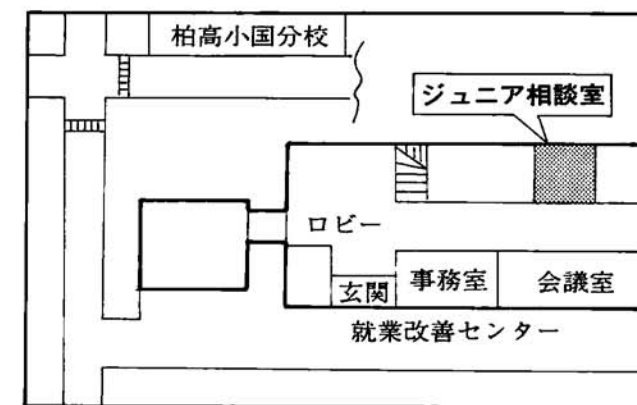 柏高小国分校
ジュニア相談室
ロビー
玄関
事務室
会議室
就業改善センター